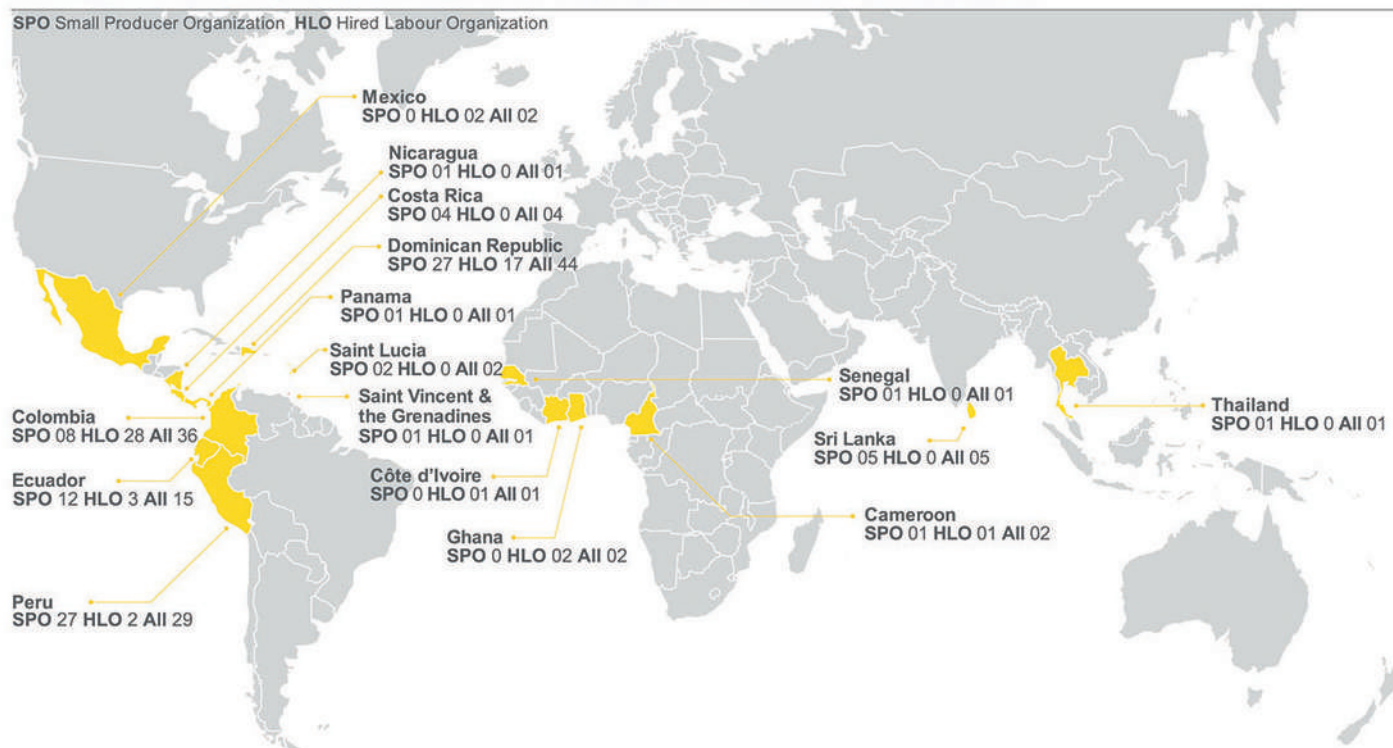 SPO Small Producer Organization HLO Hired Labour Organization
Mexico
SPO 0 HLO 02 All 02
Nicaragua
SPO 01 HLO 0 All 01
Costa Rica
SPO 04 HLO 0 All 04
Dominican Republic
SPO 27 HLO 17 All 44
Panama
SPO 01 HLO 0 All 01
Saint Lucia
SPO 02 HLO 0 All 02
Saint Vincent &
the Grenadines
SPO 01 HLO 0 All 01
Colombia
SPO 08 HLO 28 All 36
Ecuador
SPO 12 HLO 3 All 15
Peru
SPO 27 HLO 2 All 29
Côte d’Ivoire
SPO 0 HLO 01 All 01
Ghana
SPO 0 HLO 02 All 02
Senegal
SPO 01 HLO 0 All 01
Sri Lanka
SPO 05 HLO 0 All 05
Cameroon
SPO 01 HLO 01 All 02
Thailand
SPO 01 HLO 0 All 01